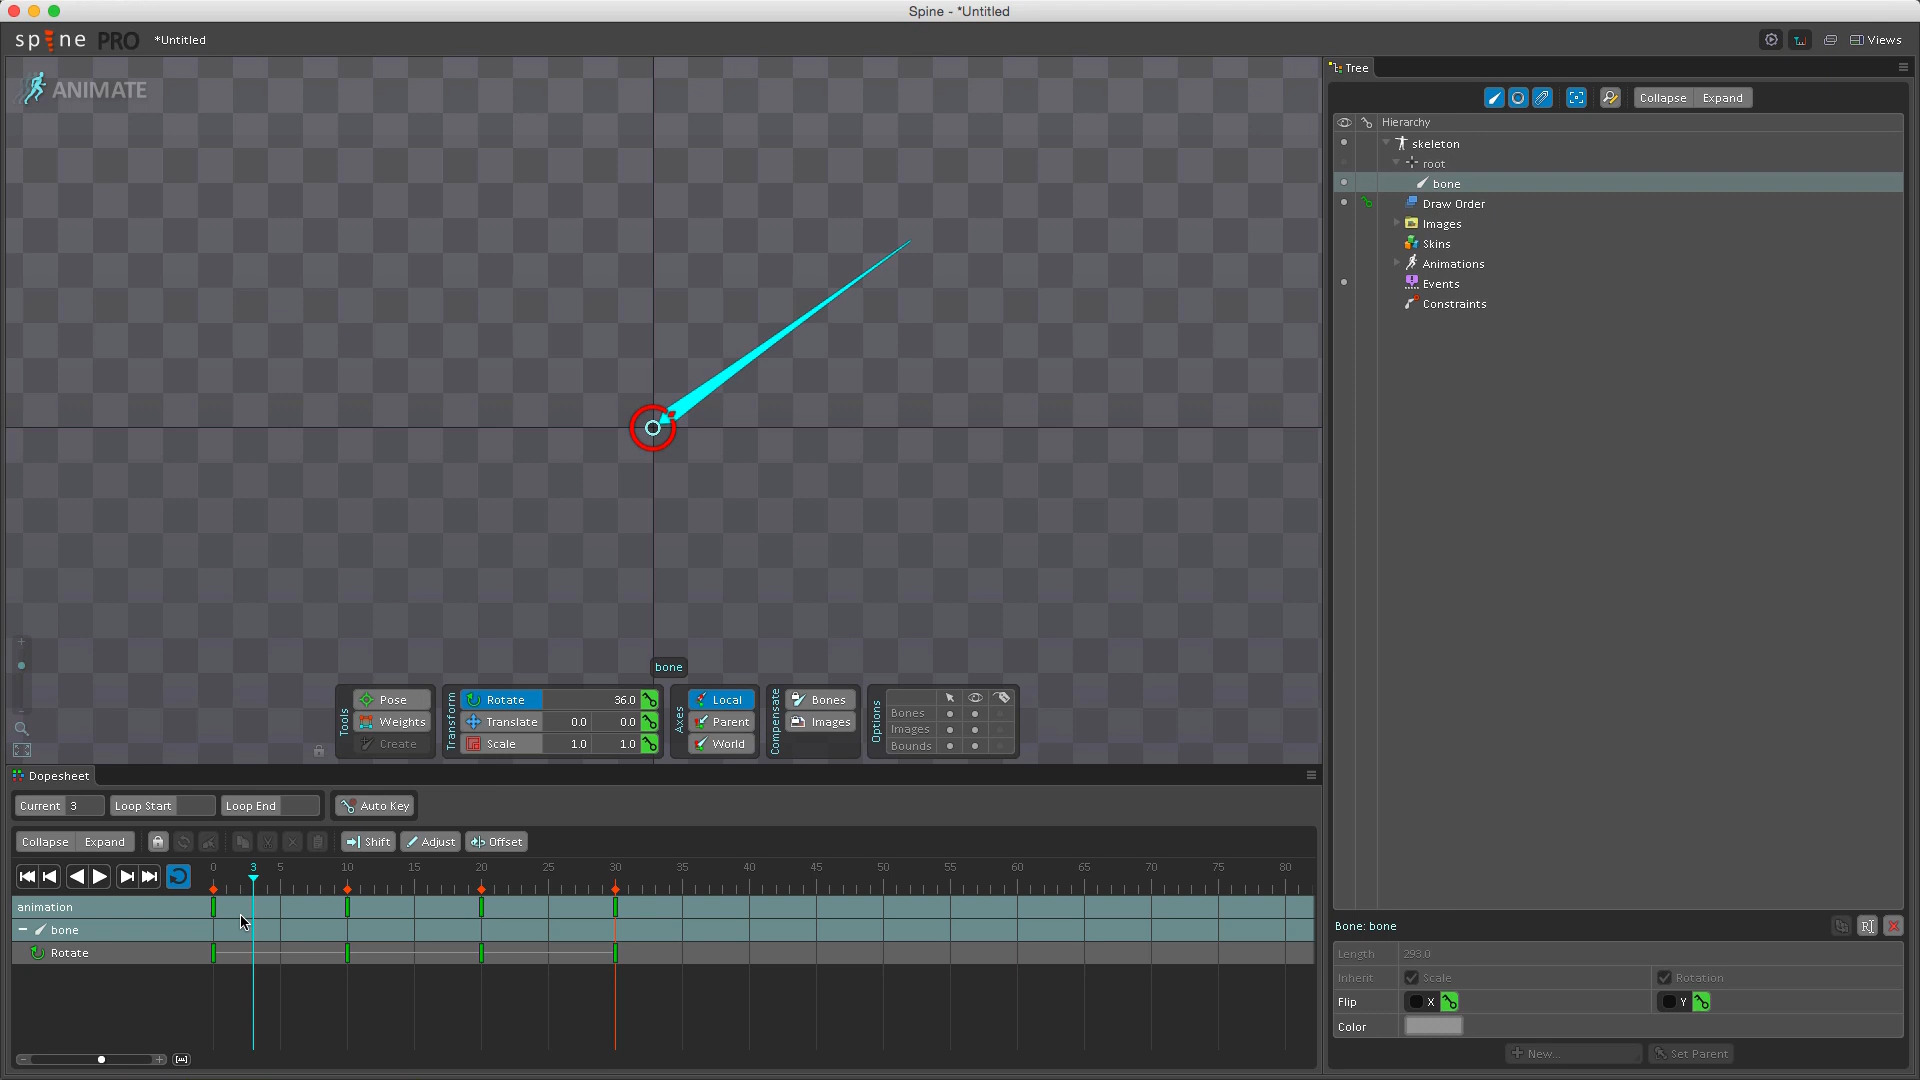 Spine - *Untitled
spine PRO *Untitled
Views
ANIMATE
Tree
Collapse Expand
Hierarchy
skeleton
root
bone
Draw Order
Images
Skins
Animations
Events
Constraints
bone
Tools
Pose
Weights
Create
Transform
Rotate 36.0
Translate 0.0 0.0
Scale 1.0 1.0
Axes
Local
Parent
World
Compensate
Bones
Images
Options
Bones
Images
Bounds
Dopesheet
Current 3 Loop Start Loop End Auto Key
Collapse Expand Shift Adjust Offset
0 3 5 10 15 20 25 30 35 40 45 50 55 60 65 70 75 80
animation
bone
Rotate
Bone: bone
Length 293.0
Inherit Scale Rotation
Flip X Y
Color
New... Set Parent